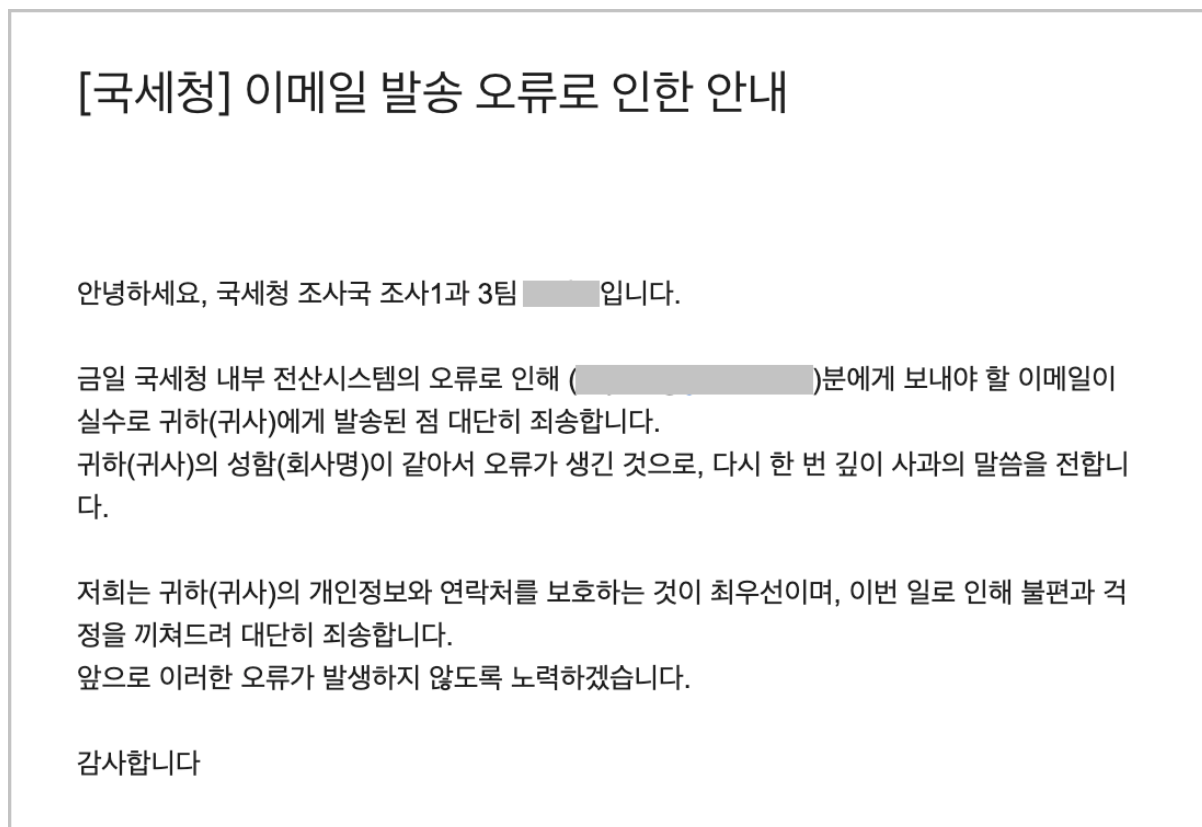 [국세청] 이메일 발송 오류로 인한 안내
안녕하세요, 국세청 조사국 조사1과 3팀 입니다.
금일 국세청 내부 전산시스템의 오류로 인해 ( )분에게 보내야 할 이메일이
실수로 귀하(귀사)에게 발송된 점 대단히 죄송합니다.
귀하(귀사)의 성함(회사명)이 같아서 오류가 생긴 것으로, 다시 한 번 깊이 사과의 말씀을 전합니
다.
저희는 귀하(귀사)의 개인정보와 연락처를 보호하는 것이 최우선이며, 이번 일로 인해 불편과 걱
정을 끼쳐드려 대단히 죄송합니다.
앞으로 이러한 오류가 발생하지 않도록 노력하겠습니다.
감사합니다